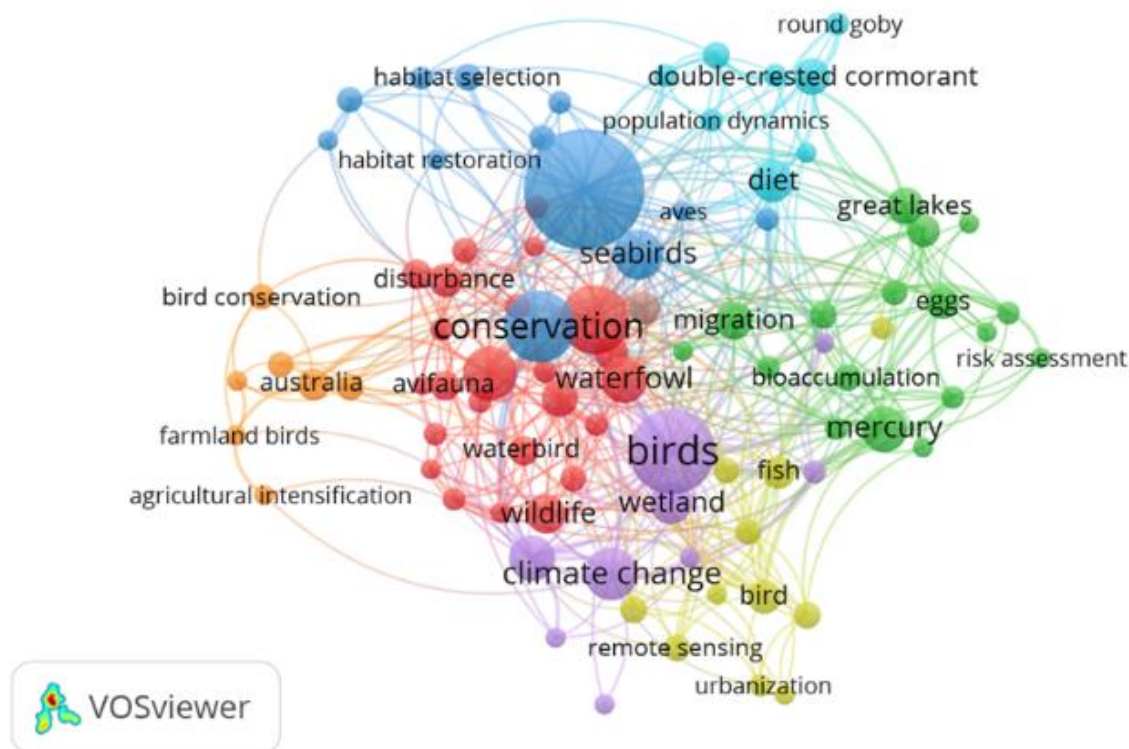 round goby
habitat selection
double-crested cormorant
population dynamics
habitat restoration
diet
aves
great lakes
seabirds
disturbance
bird conservation
eggs
migration
conservation
risk assessment
australia
avifauna
waterfowl
bioaccumulation
farmland birds
mercury
waterbird
birds
fish
agricultural intensification
wetland
wildlife
climate change
bird
remote sensing
urbanization
VOSviewer